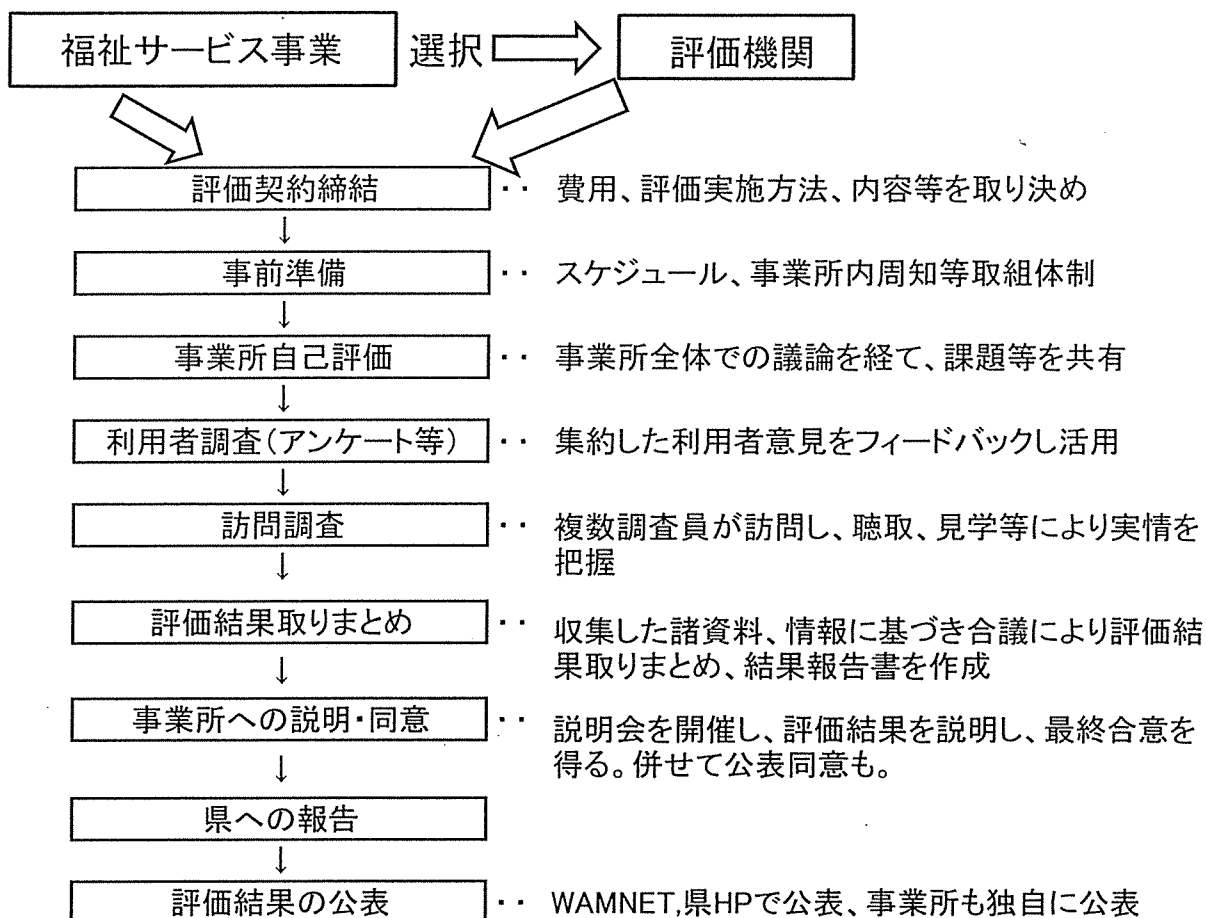 福祉サービス事業 選択 評価機関
評価契約締結 ‥ 費用、評価実施方法、内容等を取り決め
↓
事前準備 ‥ スケジュール、事業所内周知等取組体制
↓
事業所自己評価 ‥ 事業所全体での議論を経て、課題等を共有
↓
利用者調査(アンケート等) ‥ 集約した利用者意見をフィードバックし活用
↓
訪問調査 ‥ 複数調査員が訪問し、聴取、見学等により実情を
把握
↓
評価結果取りまとめ ‥ 収集した諸資料、情報に基づき合議により評価結
果取りまとめ、結果報告書を作成
↓
事業所への説明・同意 ‥ 説明会を開催し、評価結果を説明し、最終合意を
得る。併せて公表同意も。
↓
県への報告
↓
評価結果の公表 ‥ WAMNET,県HPで公表、事業所も独自に公表